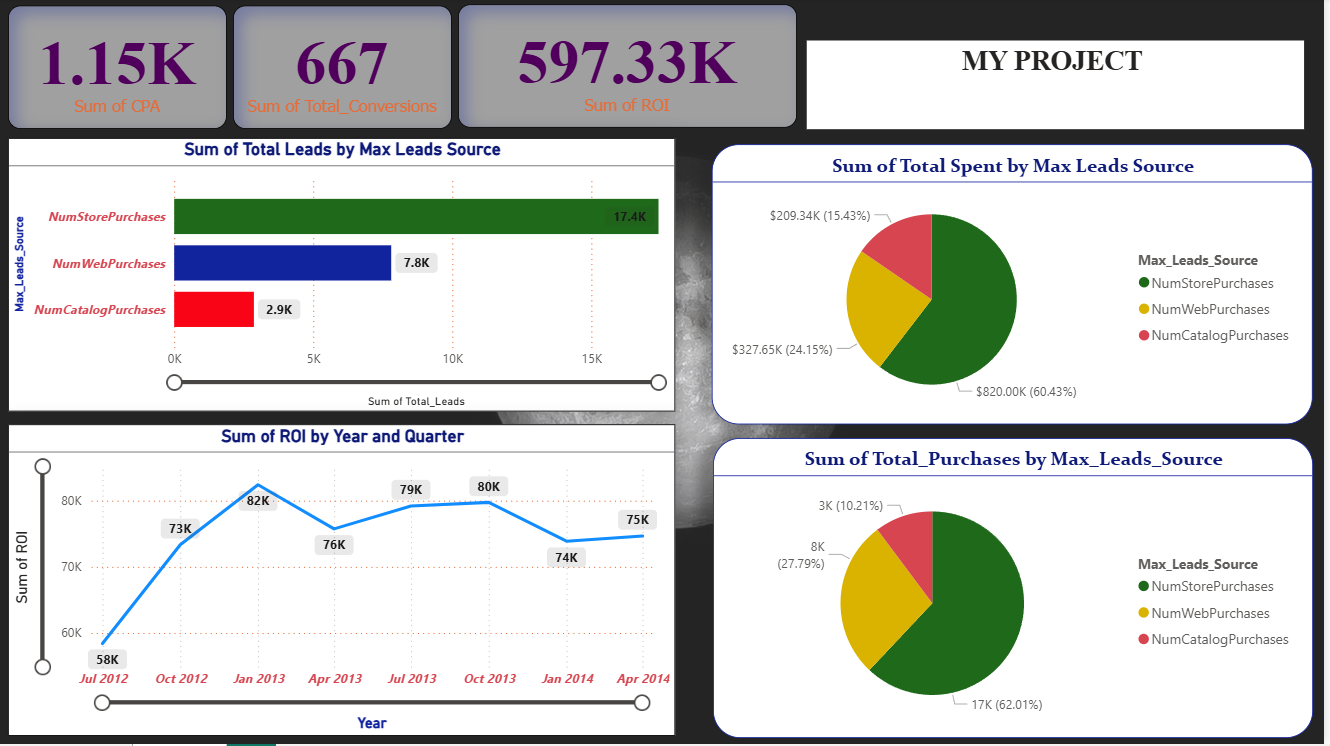 1.15K
Sum of CPA
667
Sum of Total_Conversions
597.33K
Sum of ROI
MY PROJECT
Sum of Total Leads by Max Leads Source
Max_Leads_Source
NumStorePurchases
17.4K
NumWebPurchases
7.8K
NumCatalogPurchases
2.9K
0K 5K 10K 15K
Sum of Total_Leads
Sum of Total Spent by Max Leads Source
$209.34K (15.43%)
$327.65K (24.15%)
$820.00K (60.43%)
Max_Leads_Source
NumStorePurchases
NumWebPurchases
NumCatalogPurchases
Sum of ROI by Year and Quarter
Sum of ROI
80K
70K
60K
58K
73K
82K
76K
79K
80K
74K
75K
Jul 2012 Oct 2012 Jan 2013 Apr 2013 Jul 2013 Oct 2013 Jan 2014 Apr 2014
Year
Sum of Total_Purchases by Max_Leads_Source
3K (10.21%)
8K
(27.79%)
17K (62.01%)
Max_Leads_Source
NumStorePurchases
NumWebPurchases
NumCatalogPurchases